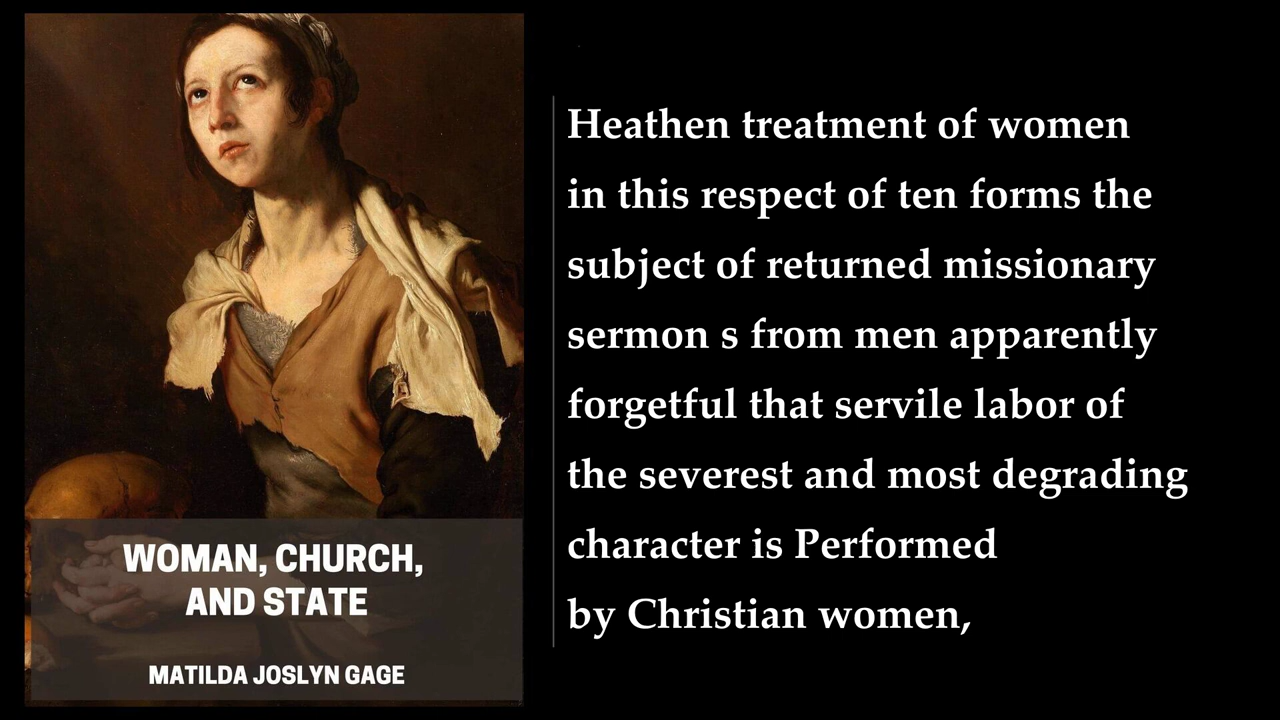 WOMAN, CHURCH,
AND STATE
MATILDA JOSLYN GAGE
Heathen treatment of women
in this respect of ten forms the
subject of returned missionary
sermon s from men apparently
forgetful that servile labor of
the severest and most degrading
character is Performed
by Christian women,